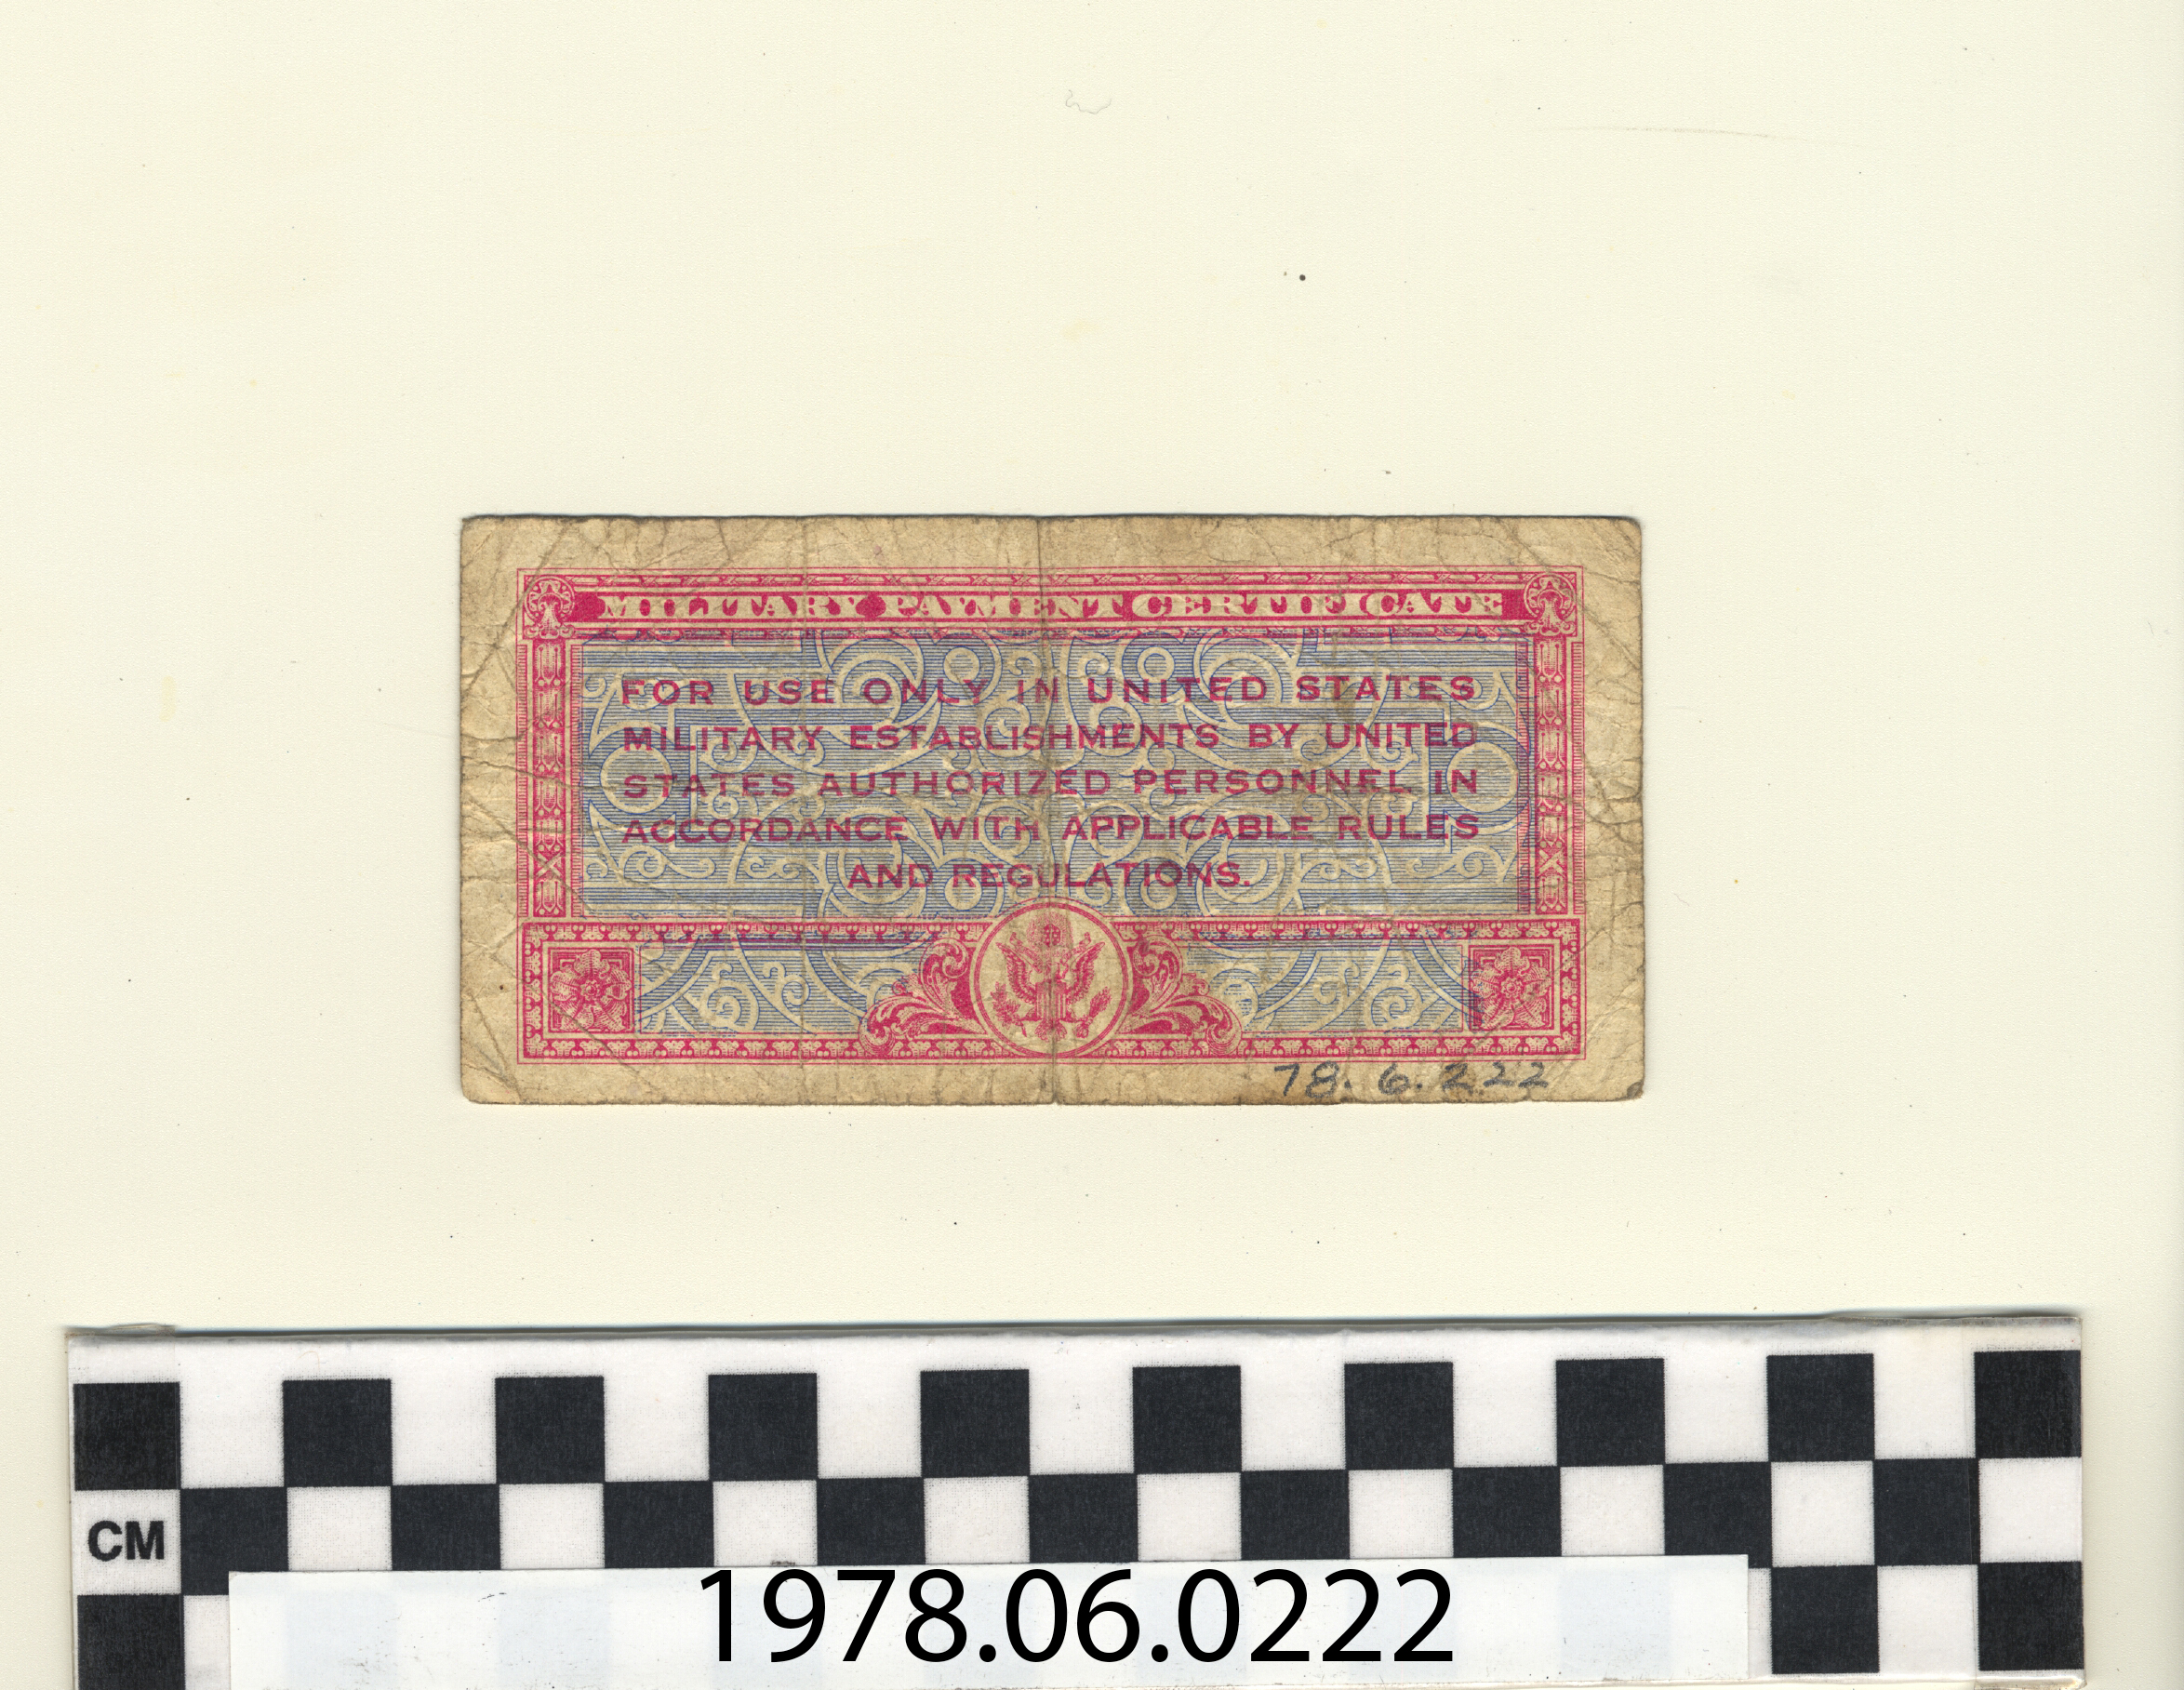 MILITARY PAYMENT CERTIFICATE
FOR USE ONLY IN UNITED STATES
MILITARY ESTABLISHMENTS BY UNITED
STATES AUTHORIZED PERSONNEL IN
ACCORDANCE WITH APPLICABLE RULES
AND REGULATIONS.
78.6.222
CM
1978.06.0222